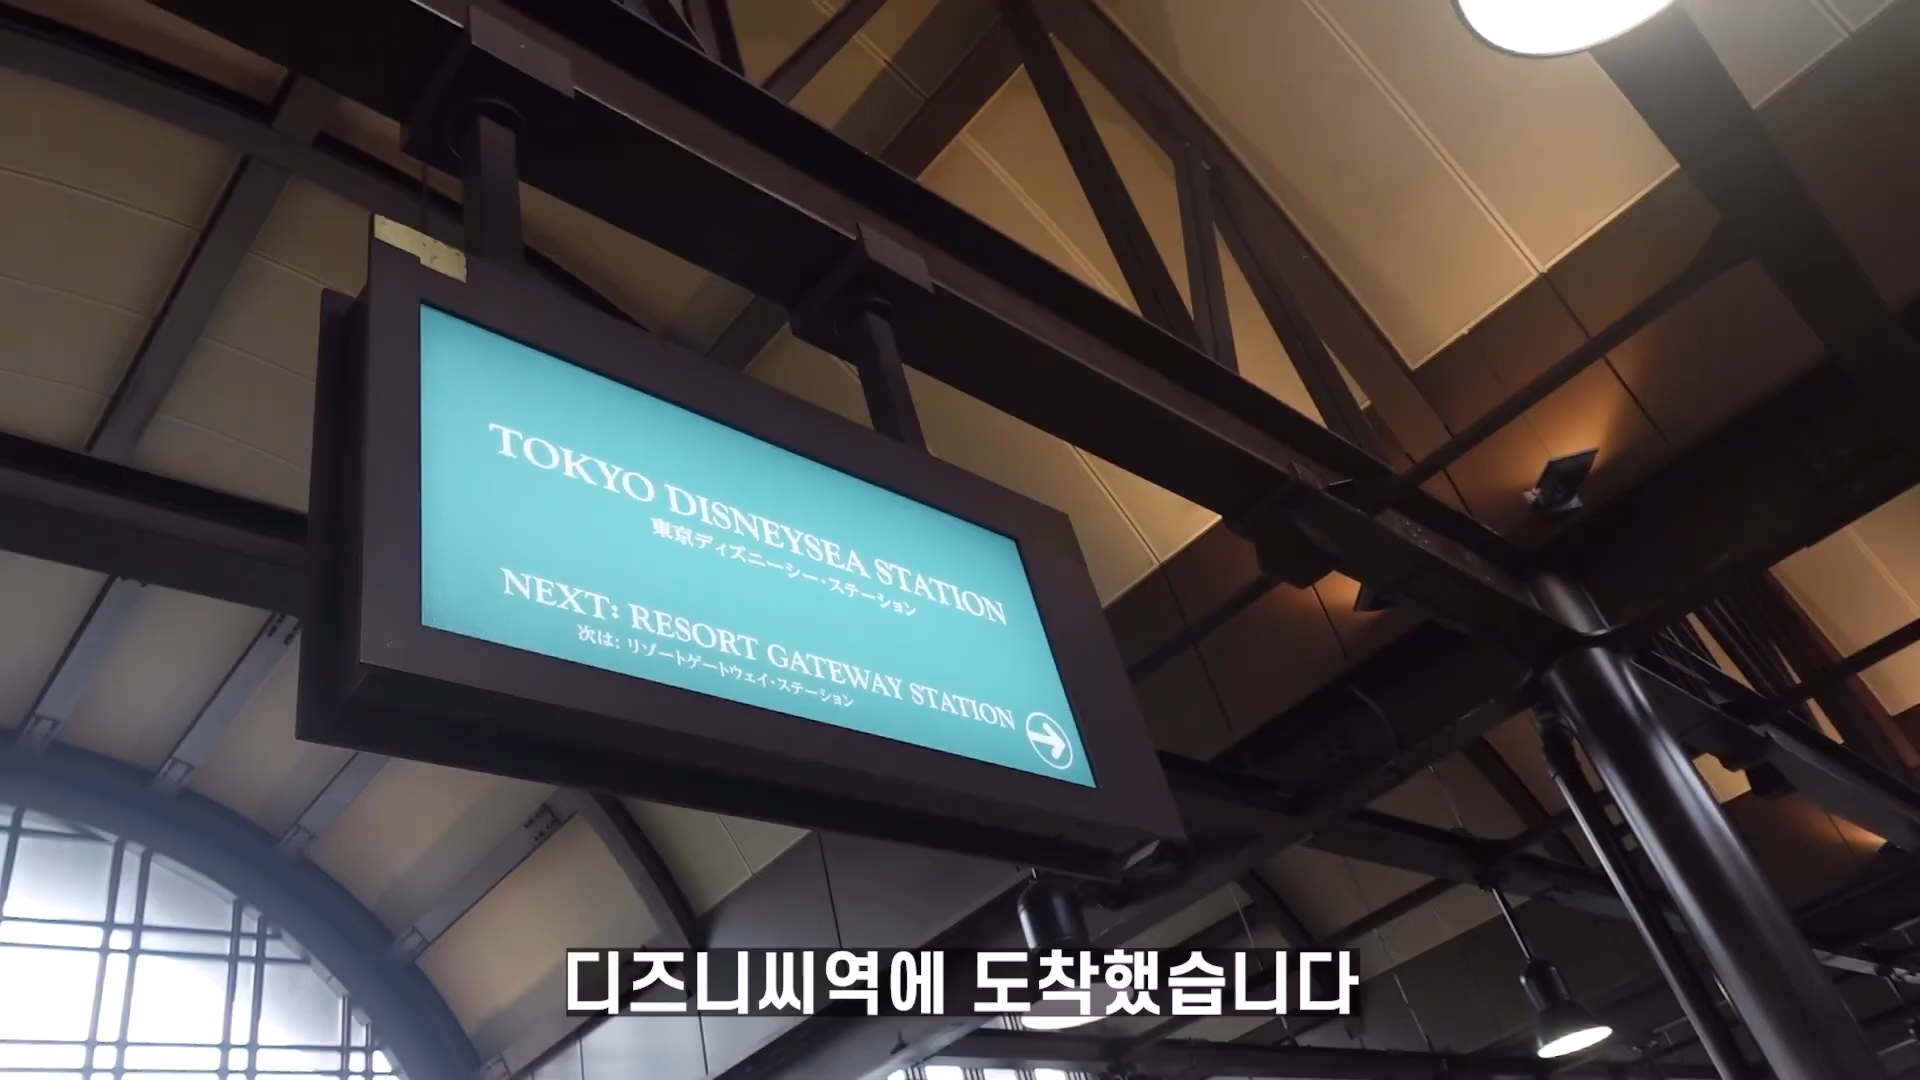 TOKYO DISNEYSEA STATION
東京ディズニーシー・ステーション
NEXT: RESORT GATEWAY STATION
次は: リゾートゲートウェイ・ステーション
디즈니씨역에 도착했습니다